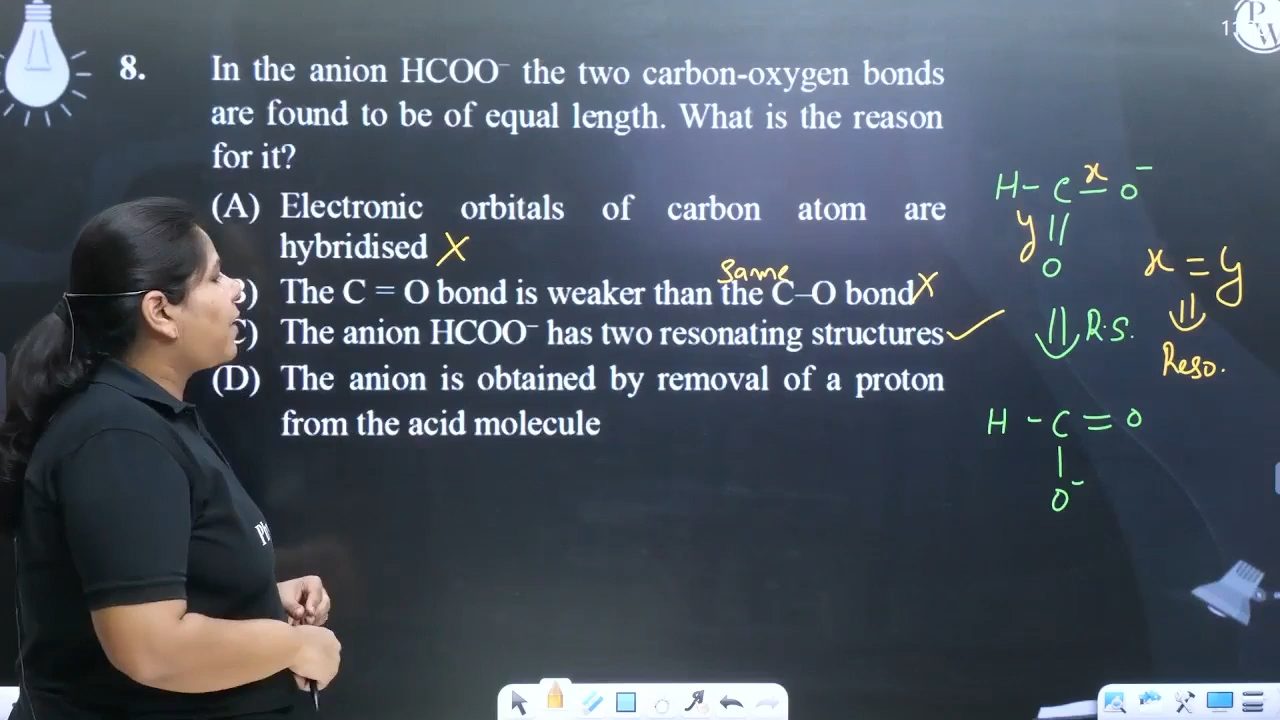 8. In the anion HCOO⁻ the two carbon-oxygen bonds
are found to be of equal length. What is the reason
for it?
(A) Electronic orbitals of carbon atom are
hybridised X
same
) The C = O bond is weaker than the C–O bond X
) The anion HCOO⁻ has two resonating structures ✓
(D) The anion is obtained by removal of a proton
from the acid molecule
H - C - O⁻
x
y ||
O
R.S.
H - C = O
|
O⁻
x = y
Reso.
P
W